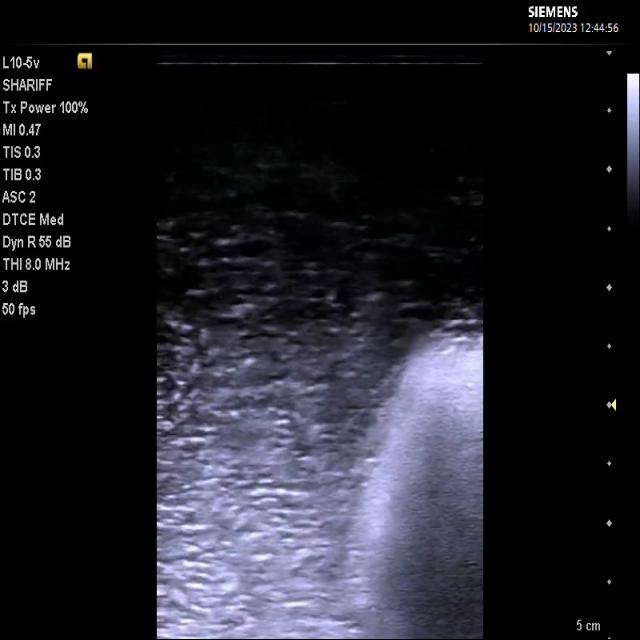 SIEMENS
10/15/2023 12:44:56
L10-5v
SHARIFF
Tx Power 100%
MI 0.47
TIS 0.3
TIB 0.3
ASC 2
DTCE Med
Dyn R 55 dB
THI 8.0 MHz
3 dB
50 fps
5 cm